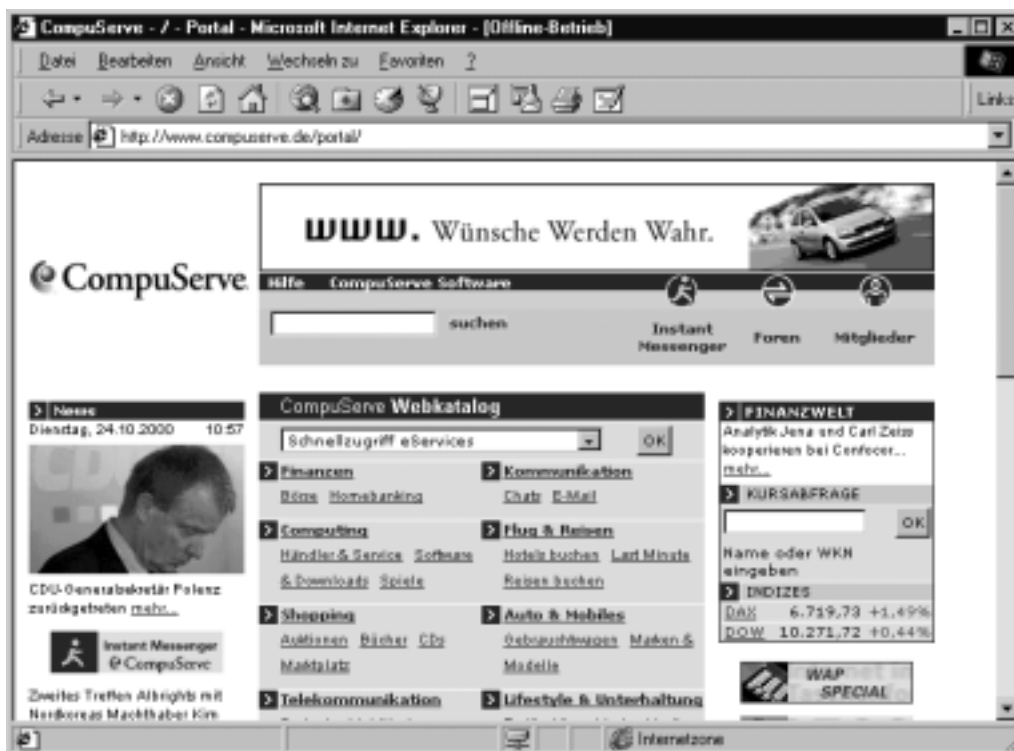 CompuServe - / - Portal - Microsoft Internet Explorer - [Offline-Betrieb]
Datei Bearbeiten Ansicht Wechseln zu Favoriten ?
Links
Adresse http://www.compuserve.de/portal/
www. Wünsche Werden Wahr.
CompuServe
Hilfe CompuServe Software
suchen
Instant Messenger
Foren
Mitglieder
News
Dienstag, 24.10.2000 10:57
CDU-Generalsekretär Polenz
zurückgetreten mehr...
Instant Messenger
@ CompuServe
Zweites Treffen Albrights mit
Nordkoreas Machthaber Kim
CompuServe Webkatalog
Schnellzugriff eServices OK
Finanzen
Börse Homebanking
Computing
Händler & Service Software
& Downloads Spiele
Shopping
Auktionen Bücher CDs
Marktplatz
Telekommunikation
Kommunikation
Chats E-Mail
Flug & Reisen
Hotels buchen Last Minute
Reisen buchen
Auto & Mobiles
Gebrauchtwagen Marken &
Modelle
Lifestyle & Unterhaltung
FINANZWELT
Analytik Jena und Carl Zeiss
kooperieren bei Confocor...
mehr...
KURSABFRAGE
OK
Name oder WKN
eingeben
INDIZES
DAX 6.719,73 +1.49%
DOW 10.271,72 +0.44%
WAP
SPECIAL
Internetzone